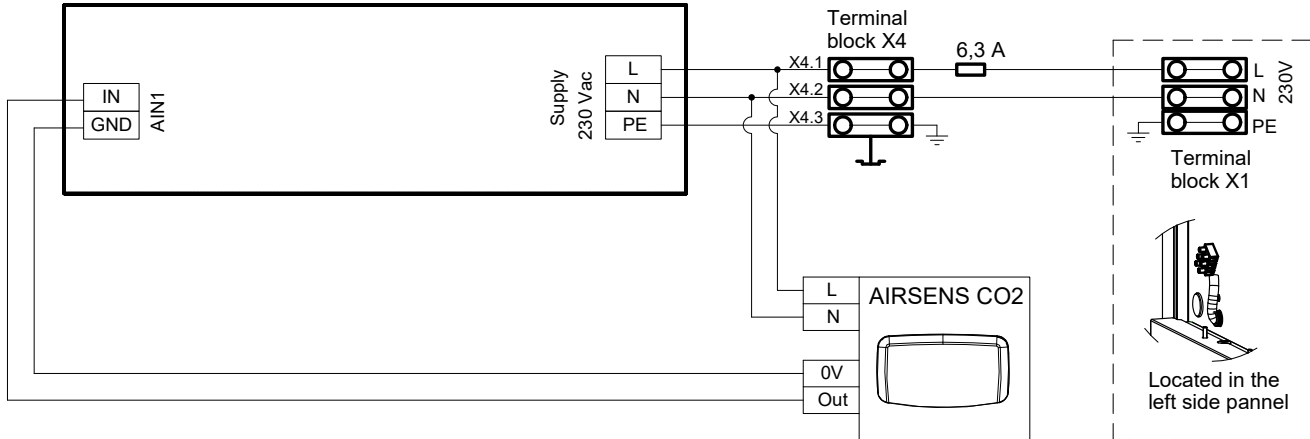 Terminal
block X4
6,3 A
X4.1
X4.2
X4.3
L
N
PE
Supply
230 Vac
IN
GND
AIN1
L
N
PE
230V
Terminal
block X1
L
N
AIRSENS CO2
0V
Out
Located in the
left side pannel